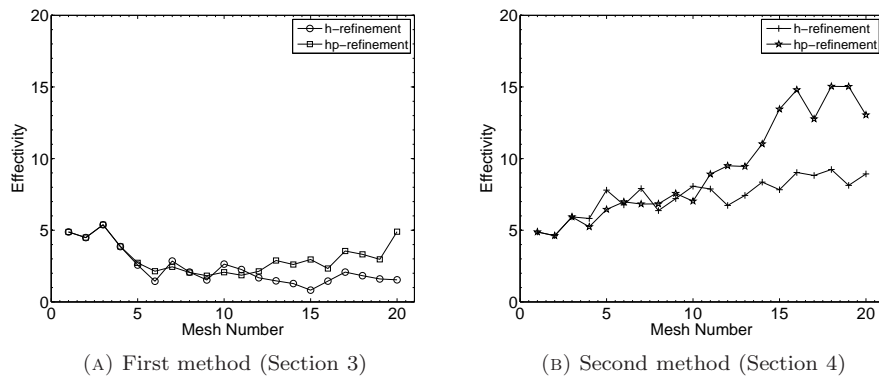 20
15
10
5
0
Effectivity
0 5 10 15 20
Mesh Number
h-refinement
hp-refinement
(A) First method (Section 3)
20
15
10
5
0
Effectivity
0 5 10 15 20
Mesh Number
h-refinement
hp-refinement
(B) Second method (Section 4)